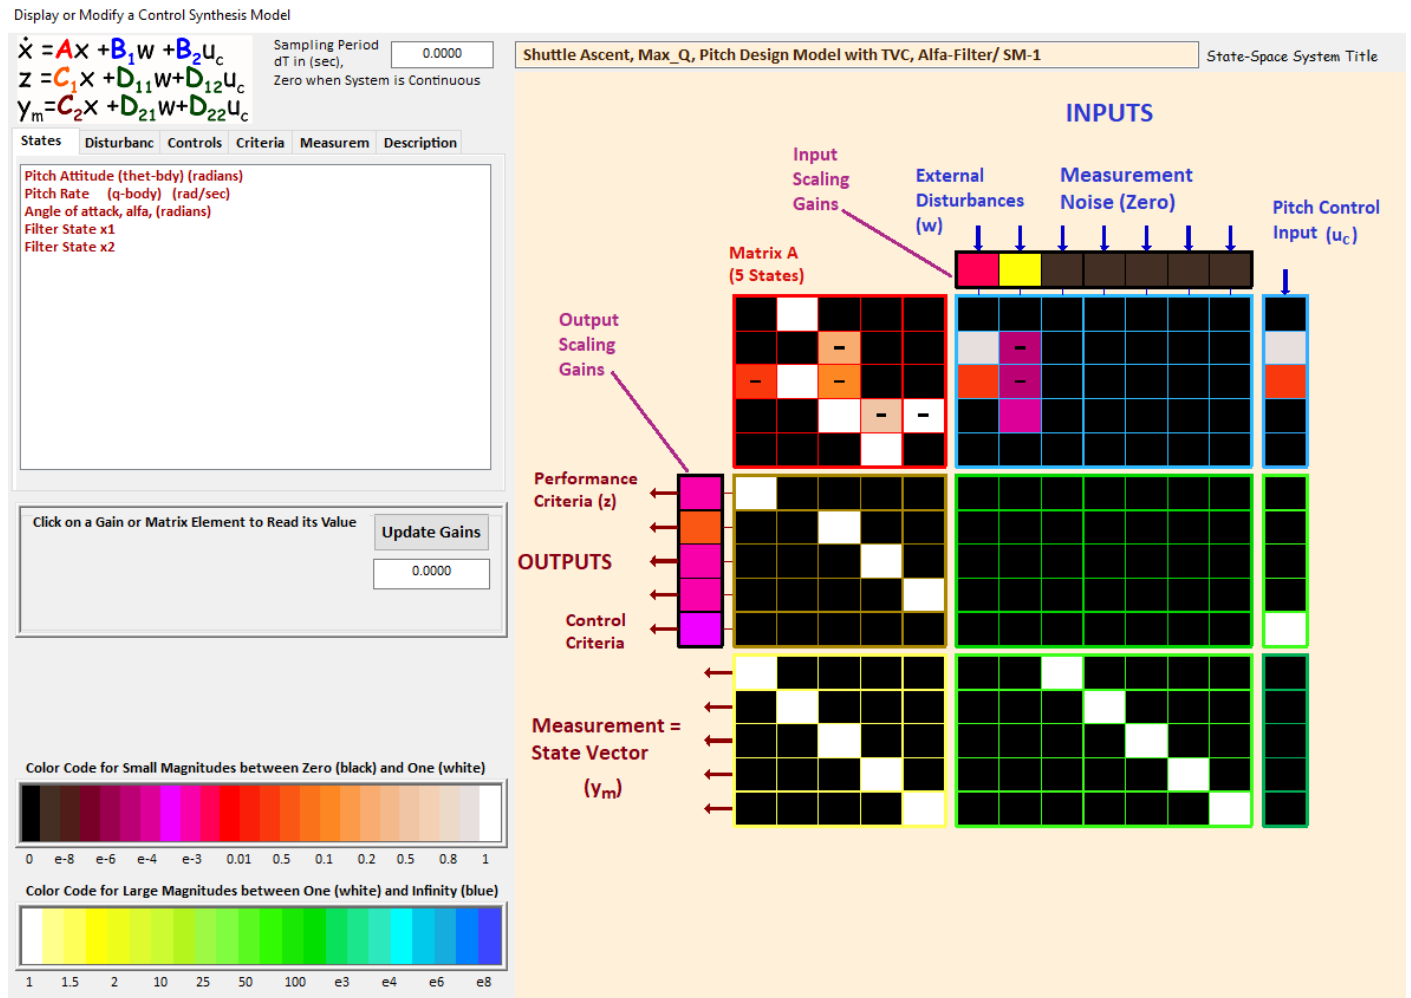 Display or Modify a Control Synthesis Model
ẋ =Ax +B₁w +B₂u_c
z =C₁x +D₁₁w+D₁₂u_c
y_m=C₂x +D₂₁w+D₂₂u_c
Sampling Period
dT in (sec),
0.0000
Zero when System is Continuous
Shuttle Ascent, Max_Q, Pitch Design Model with TVC, Alfa-Filter/ SM-1
State-Space System Title
States Disturbanc Controls Criteria Measurem Description
Pitch Attitude (thet-bdy) (radians)
Pitch Rate (q-body) (rad/sec)
Angle of attack, alfa, (radians)
Filter State x1
Filter State x2
Click on a Gain or Matrix Element to Read its Value
Update Gains
0.0000
Color Code for Small Magnitudes between Zero (black) and One (white)
0 e-8 e-6 e-4 e-3 0.01 0.5 0.1 0.2 0.5 0.8 1
Color Code for Large Magnitudes between One (white) and Infinity (blue)
1 1.5 2 10 25 50 100 e3 e4 e6 e8
INPUTS
Input
Scaling
Gains
External
Disturbances
(w)
Measurement
Noise (Zero)
Pitch Control
Input (u_c)
Matrix A
(5 States)
Output
Scaling
Gains
-
- -
- -
-
- -
Performance
Criteria (z)
OUTPUTS
Control
Criteria
Measurement =
State Vector
(y_m)